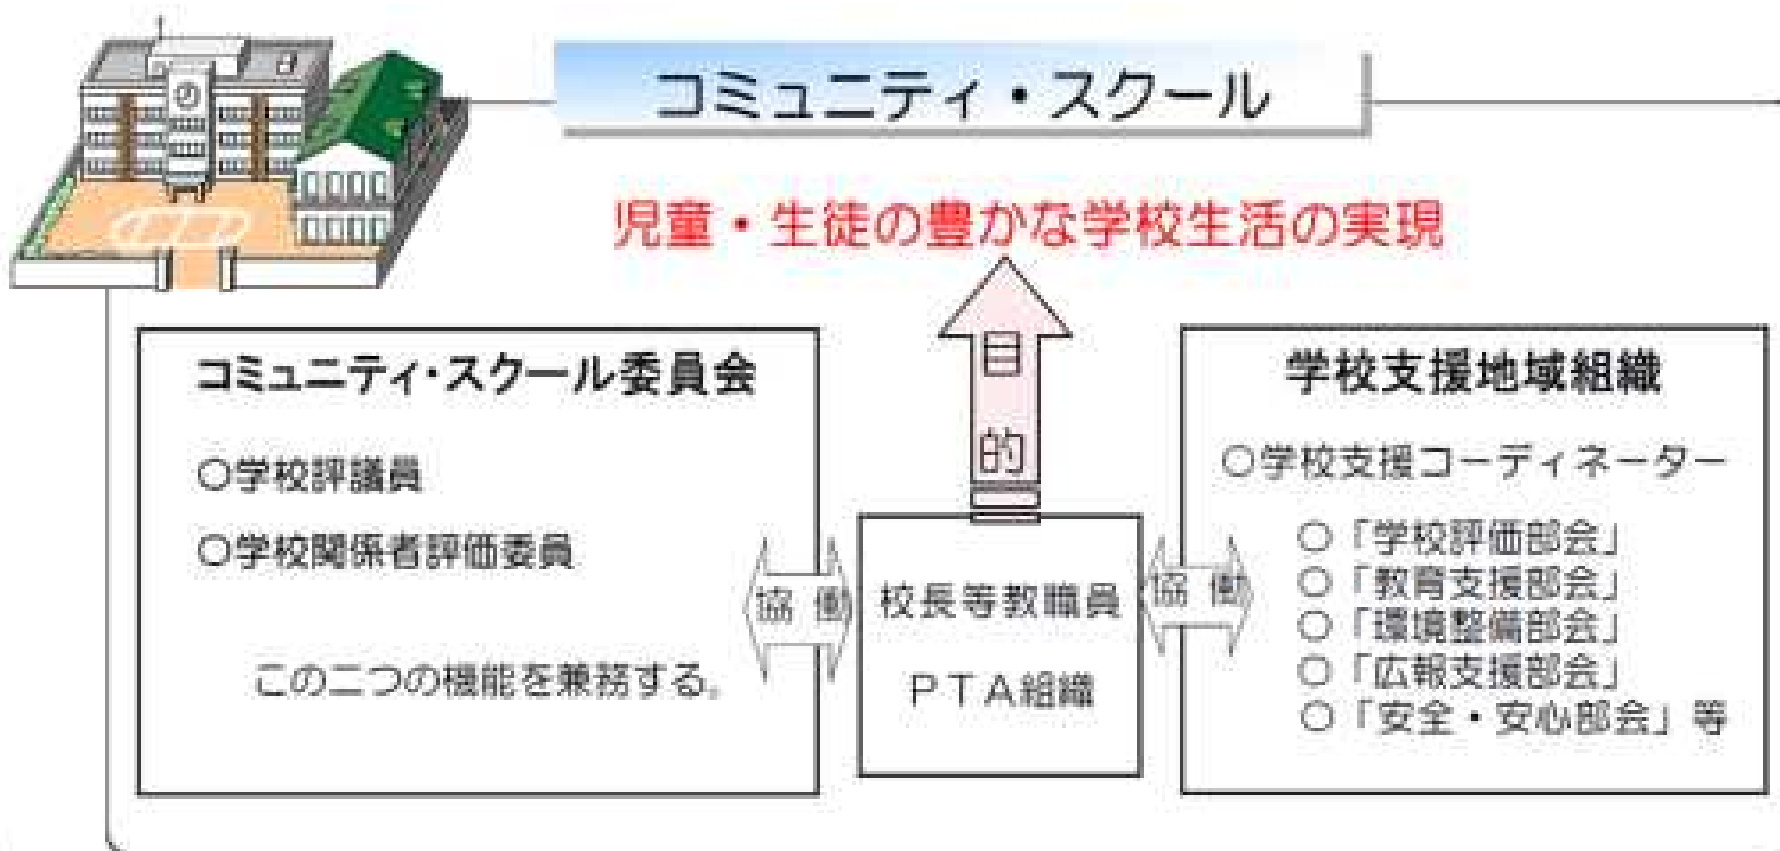 コミュニティ・スクール
児童・生徒の豊かな学校生活の実現
目的
コミュニティ・スクール委員会
○学校評議員
○学校関係者評価委員
この二つの機能を兼務する。
協働
校長等教職員
PTA組織
協働
学校支援地域組織
○学校支援コーディネーター
○「学校評価部会」
○「教育支援部会」
○「環境整備部会」
○「広報支援部会」
○「安全・安心部会」等